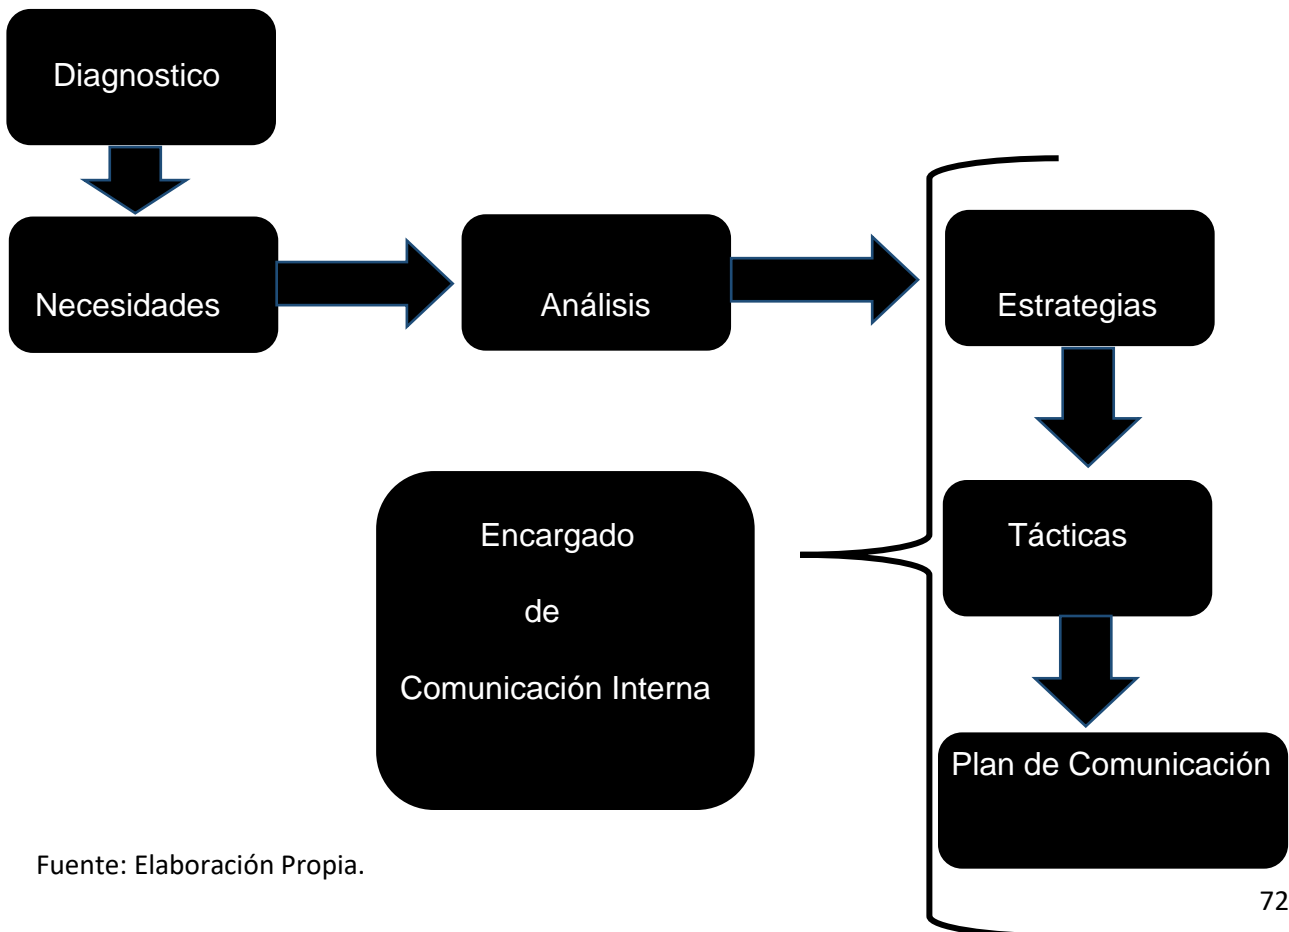 Diagnostico
Necesidades
Análisis
Estrategias
Encargado
de
Comunicación Interna
Tácticas
Plan de Comunicación
Fuente: Elaboración Propia.
72